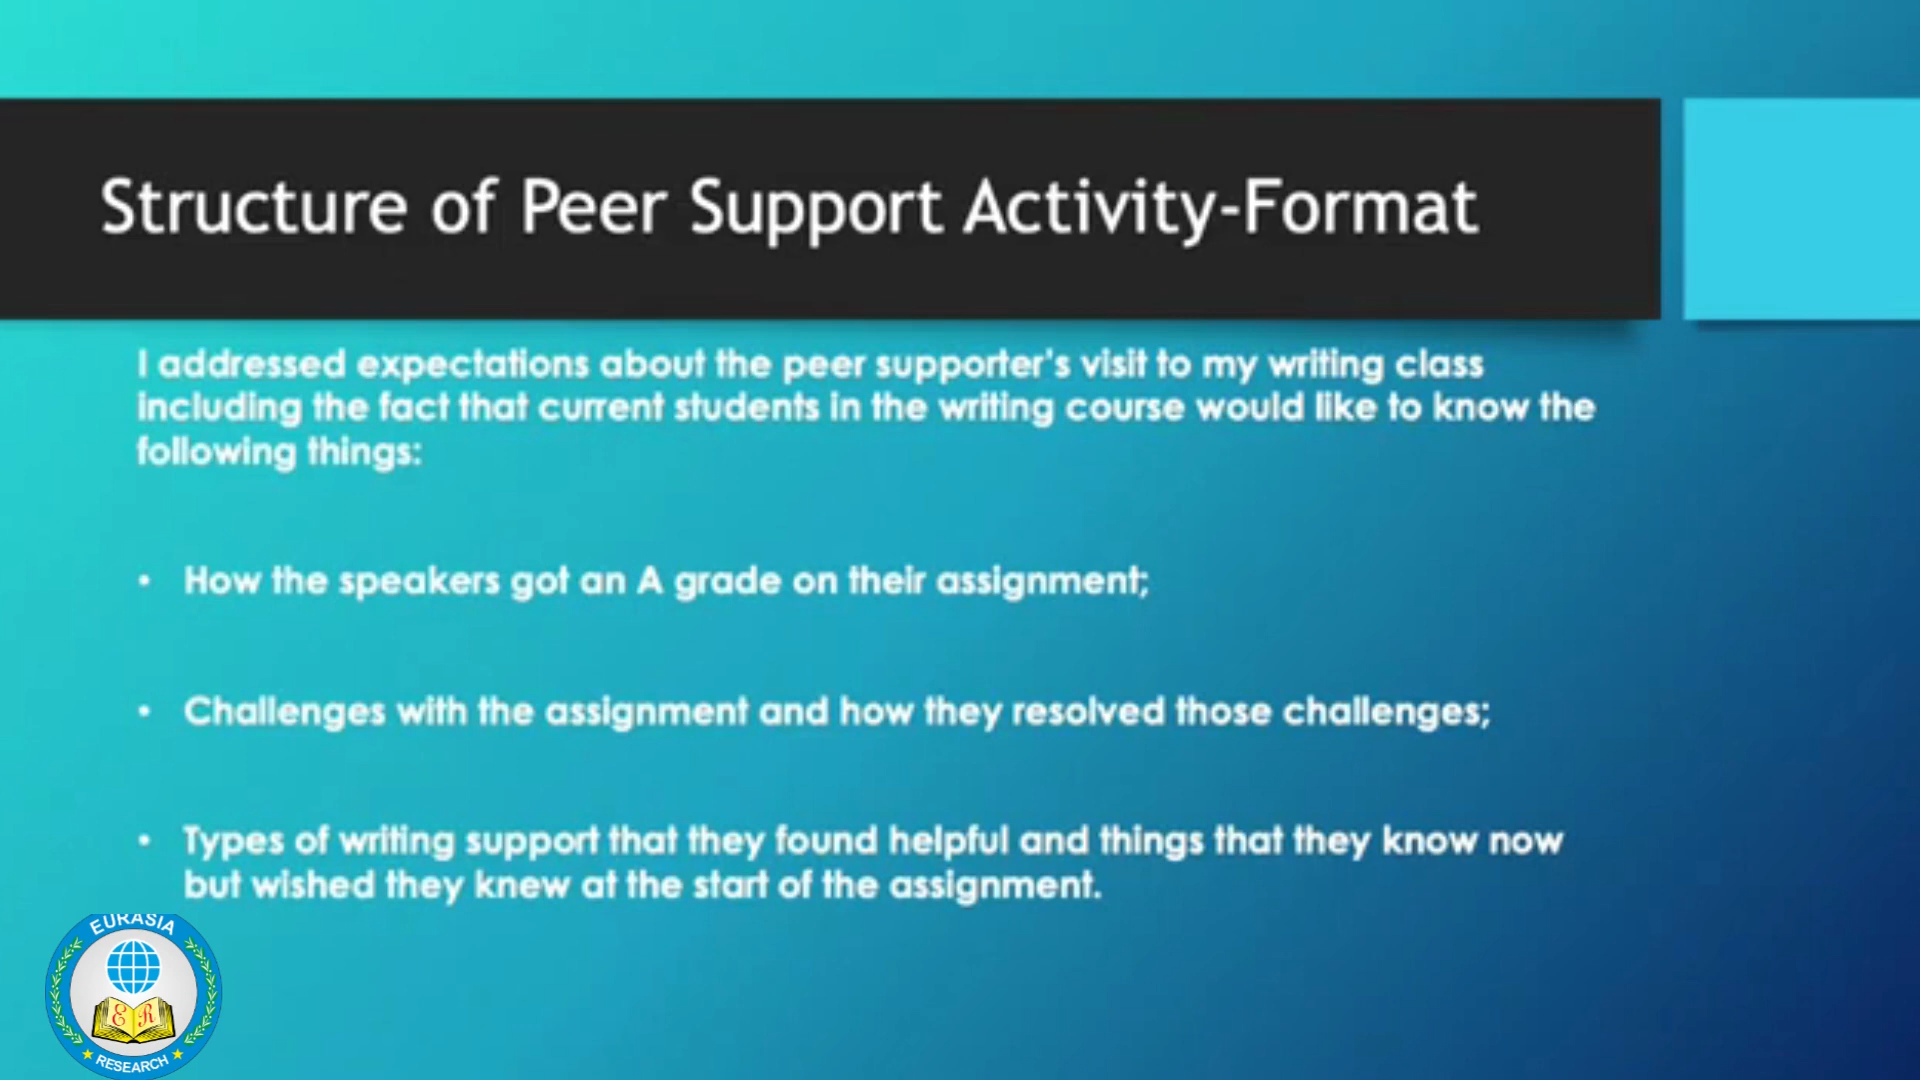 Structure of Peer Support Activity-Format
I addressed expectations about the peer supporter's visit to my writing class
including the fact that current students in the writing course would like to know the
following things:
• How the speakers got an A grade on their assignment;
• Challenges with the assignment and how they resolved those challenges;
• Types of writing support that they found helpful and things that they know now
but wished they knew at the start of the assignment.
EURASIA
ER
RESEARCH